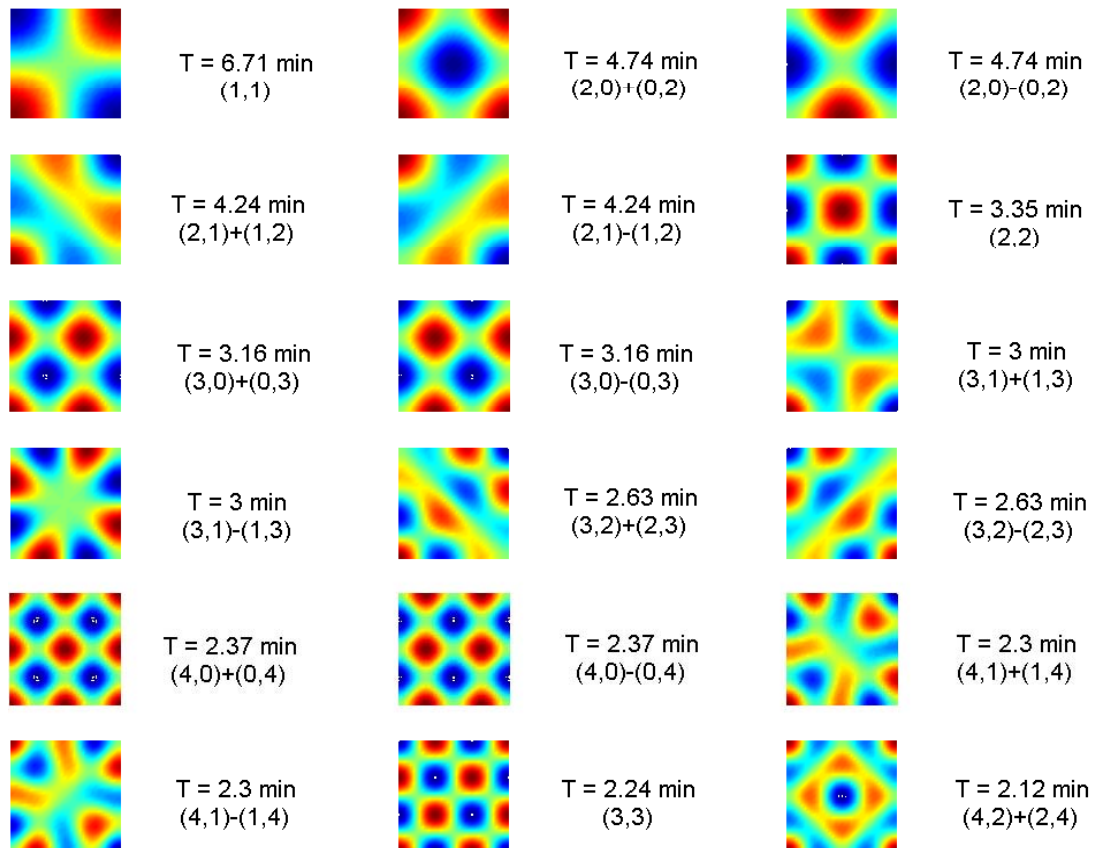 T = 6.71 min
(1,1)
T = 4.74 min
(2,0)+(0,2)
T = 4.74 min
(2,0)-(0,2)
T = 4.24 min
(2,1)+(1,2)
T = 4.24 min
(2,1)-(1,2)
T = 3.35 min
(2,2)
T = 3.16 min
(3,0)+(0,3)
T = 3.16 min
(3,0)-(0,3)
T = 3 min
(3,1)+(1,3)
T = 3 min
(3,1)-(1,3)
T = 2.63 min
(3,2)+(2,3)
T = 2.63 min
(3,2)-(2,3)
T = 2.37 min
(4,0)+(0,4)
T = 2.37 min
(4,0)-(0,4)
T = 2.3 min
(4,1)+(1,4)
T = 2.3 min
(4,1)-(1,4)
T = 2.24 min
(3,3)
T = 2.12 min
(4,2)+(2,4)